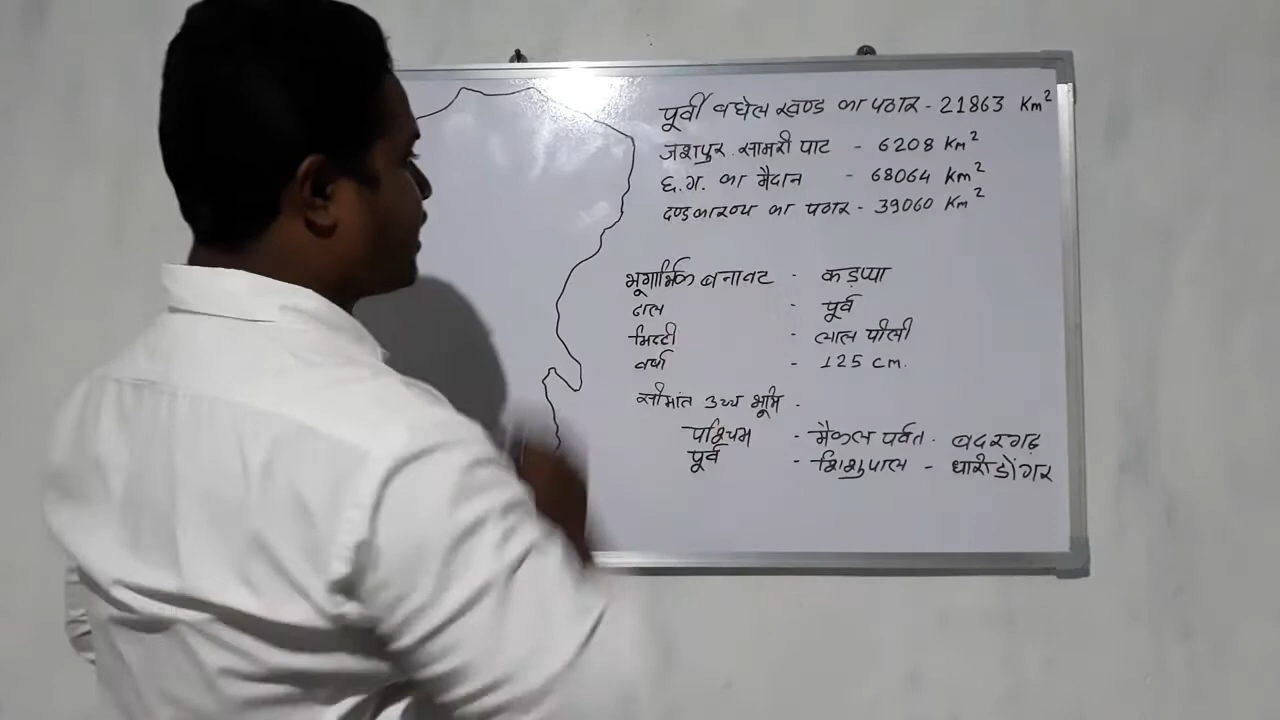 पूर्वी बघेल खण्ड का पठार - 21863 Km²
जशपुर सामरी पाट - 6208 Km²
छ.ग. का मैदान - 68064 Km²
दण्डकारण्य का पठार - 39060 Km²
भूगार्भिक बनावट - कड़प्पा
ढाल - पूर्व
मिट्टी - लाल पीली
वर्षा - 125 cm.
सीमांत उच्च भूमि -
पश्चिम - मैकल पर्वत - बदरगढ़
पूर्व - शिशुपाल - धारीडोंगर